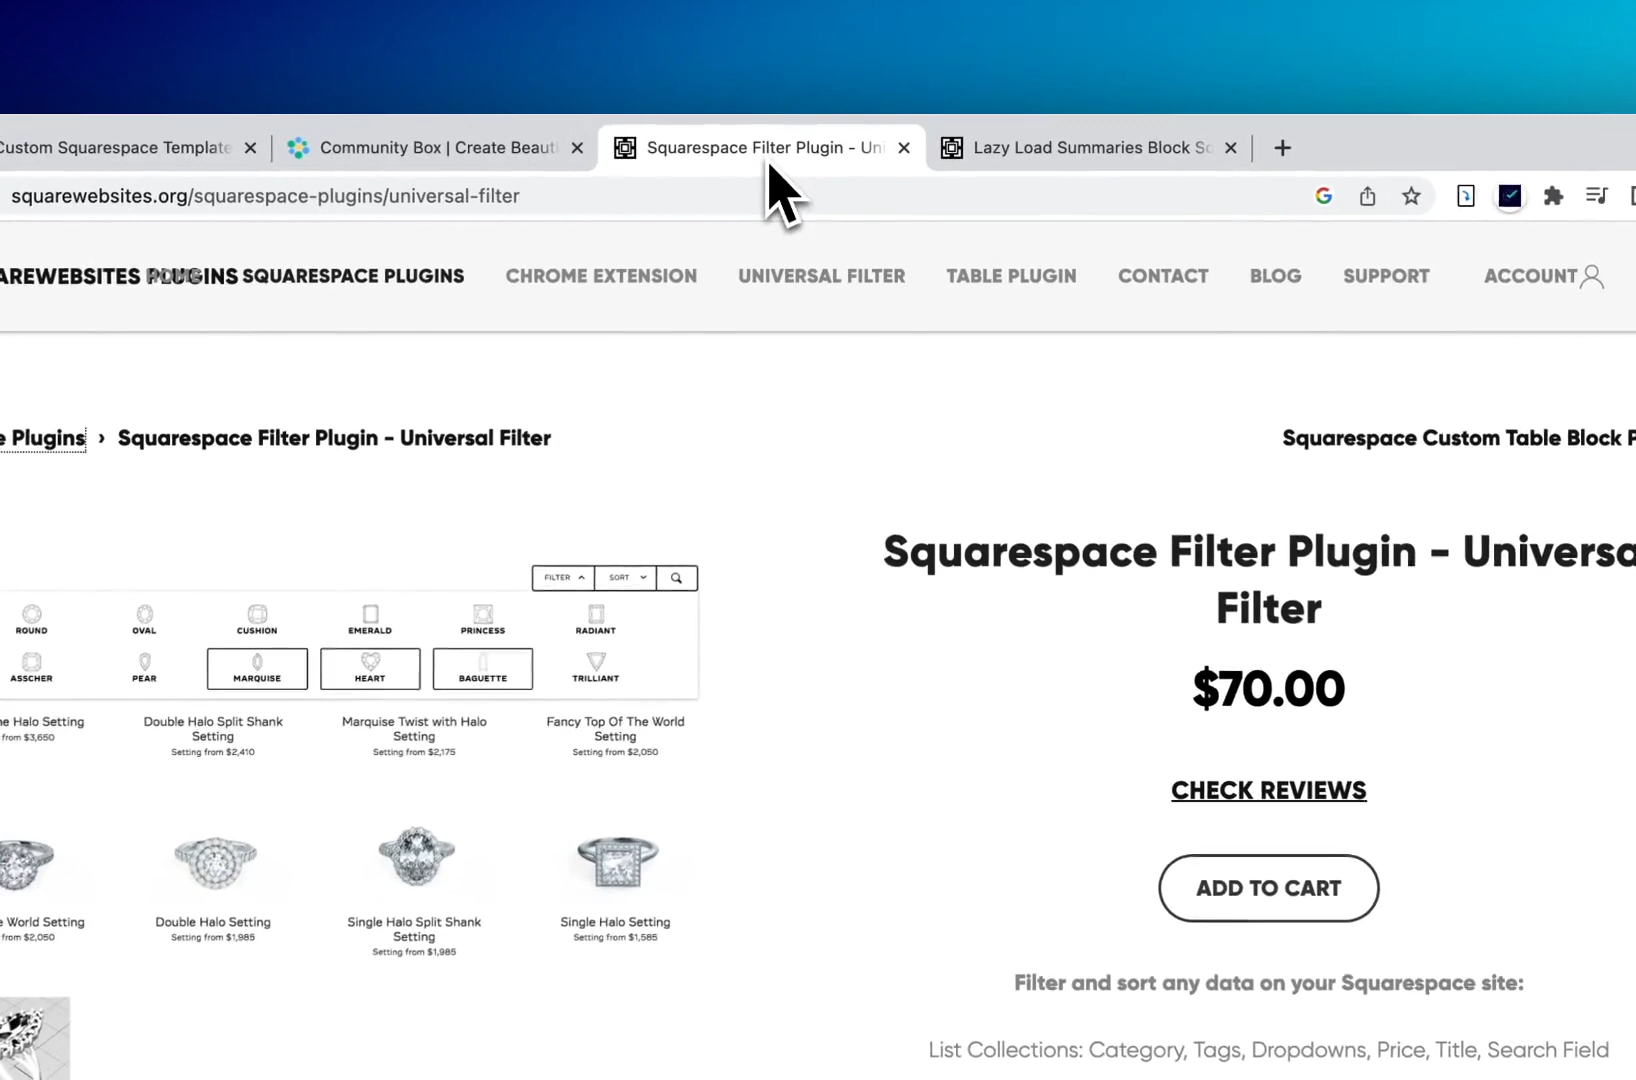 Custom Squarespace Template
Community Box | Create Beaut
Squarespace Filter Plugin - Uni
Lazy Load Summaries Block Sq
squarewebsites.org/squarespace-plugins/universal-filter
AREWEBSITES
SQUARESPACE PLUGINS
CHROME EXTENSION
UNIVERSAL FILTER
TABLE PLUGIN
CONTACT
BLOG
SUPPORT
ACCOUNT
e Plugins › Squarespace Filter Plugin - Universal Filter
Squarespace Custom Table Block P
FILTER
SORT
ROUND
OVAL
CUSHION
EMERALD
PRINCESS
RADIANT
ASSCHER
PEAR
MARQUISE
HEART
BAGUETTE
TRILLIANT
ne Halo Setting
from $3,650
Double Halo Split Shank
Setting
Setting from $2,410
Marquise Twist with Halo
Setting
Setting from $2,175
Fancy Top Of The World
Setting
Setting from $2,050
e World Setting
from $2,050
Double Halo Setting
Setting from $1,985
Single Halo Split Shank
Setting
Setting from $1,985
Single Halo Setting
Setting from $1,585
Squarespace Filter Plugin - Universa
Filter
$70.00
CHECK REVIEWS
ADD TO CART
Filter and sort any data on your Squarespace site:
List Collections: Category, Tags, Dropdowns, Price, Title, Search Field